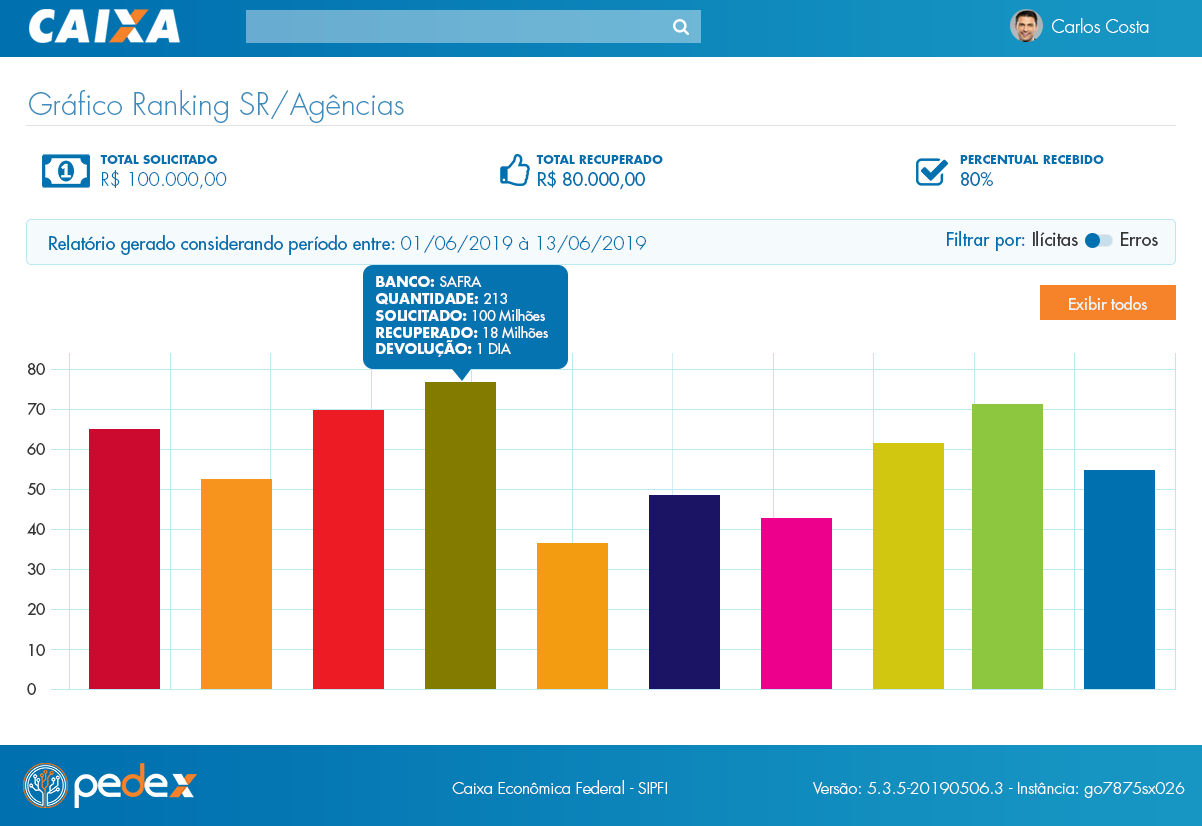 CAIXA
Carlos Costa
Gráfico Ranking SR/Agências
TOTAL SOLICITADO
R$ 100.000,00
TOTAL RECUPERADO
R$ 80.000,00
PERCENTUAL RECEBIDO
80%
Relatório gerado considerando período entre: 01/06/2019 à 13/06/2019
Filtrar por: Ilícitas Erros
BANCO: SAFRA
QUANTIDADE: 213
SOLICITADO: 100 Milhões
RECUPERADO: 18 Milhões
DEVOLUÇÃO: 1 DIA
Exibir todos
80
70
60
50
40
30
20
10
0
1
pedex
Caixa Econômica Federal - SIPFI
Versão: 5.3.5-20190506.3 - Instância: go7875sx026